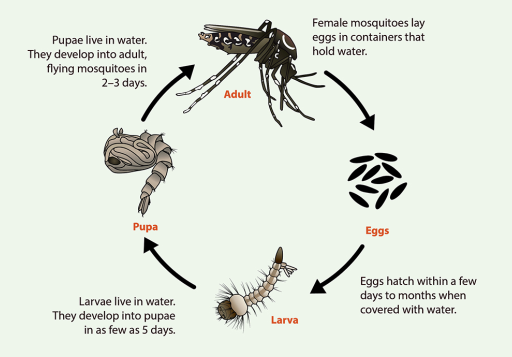 Female mosquitoes lay
eggs in containers that
hold water.
Adult
Eggs
Eggs hatch within a few
days to months when
covered with water.
Larva
Larvae live in water.
They develop into pupae
in as few as 5 days.
Pupa
Pupae live in water.
They develop into adult,
flying mosquitoes in
2–3 days.